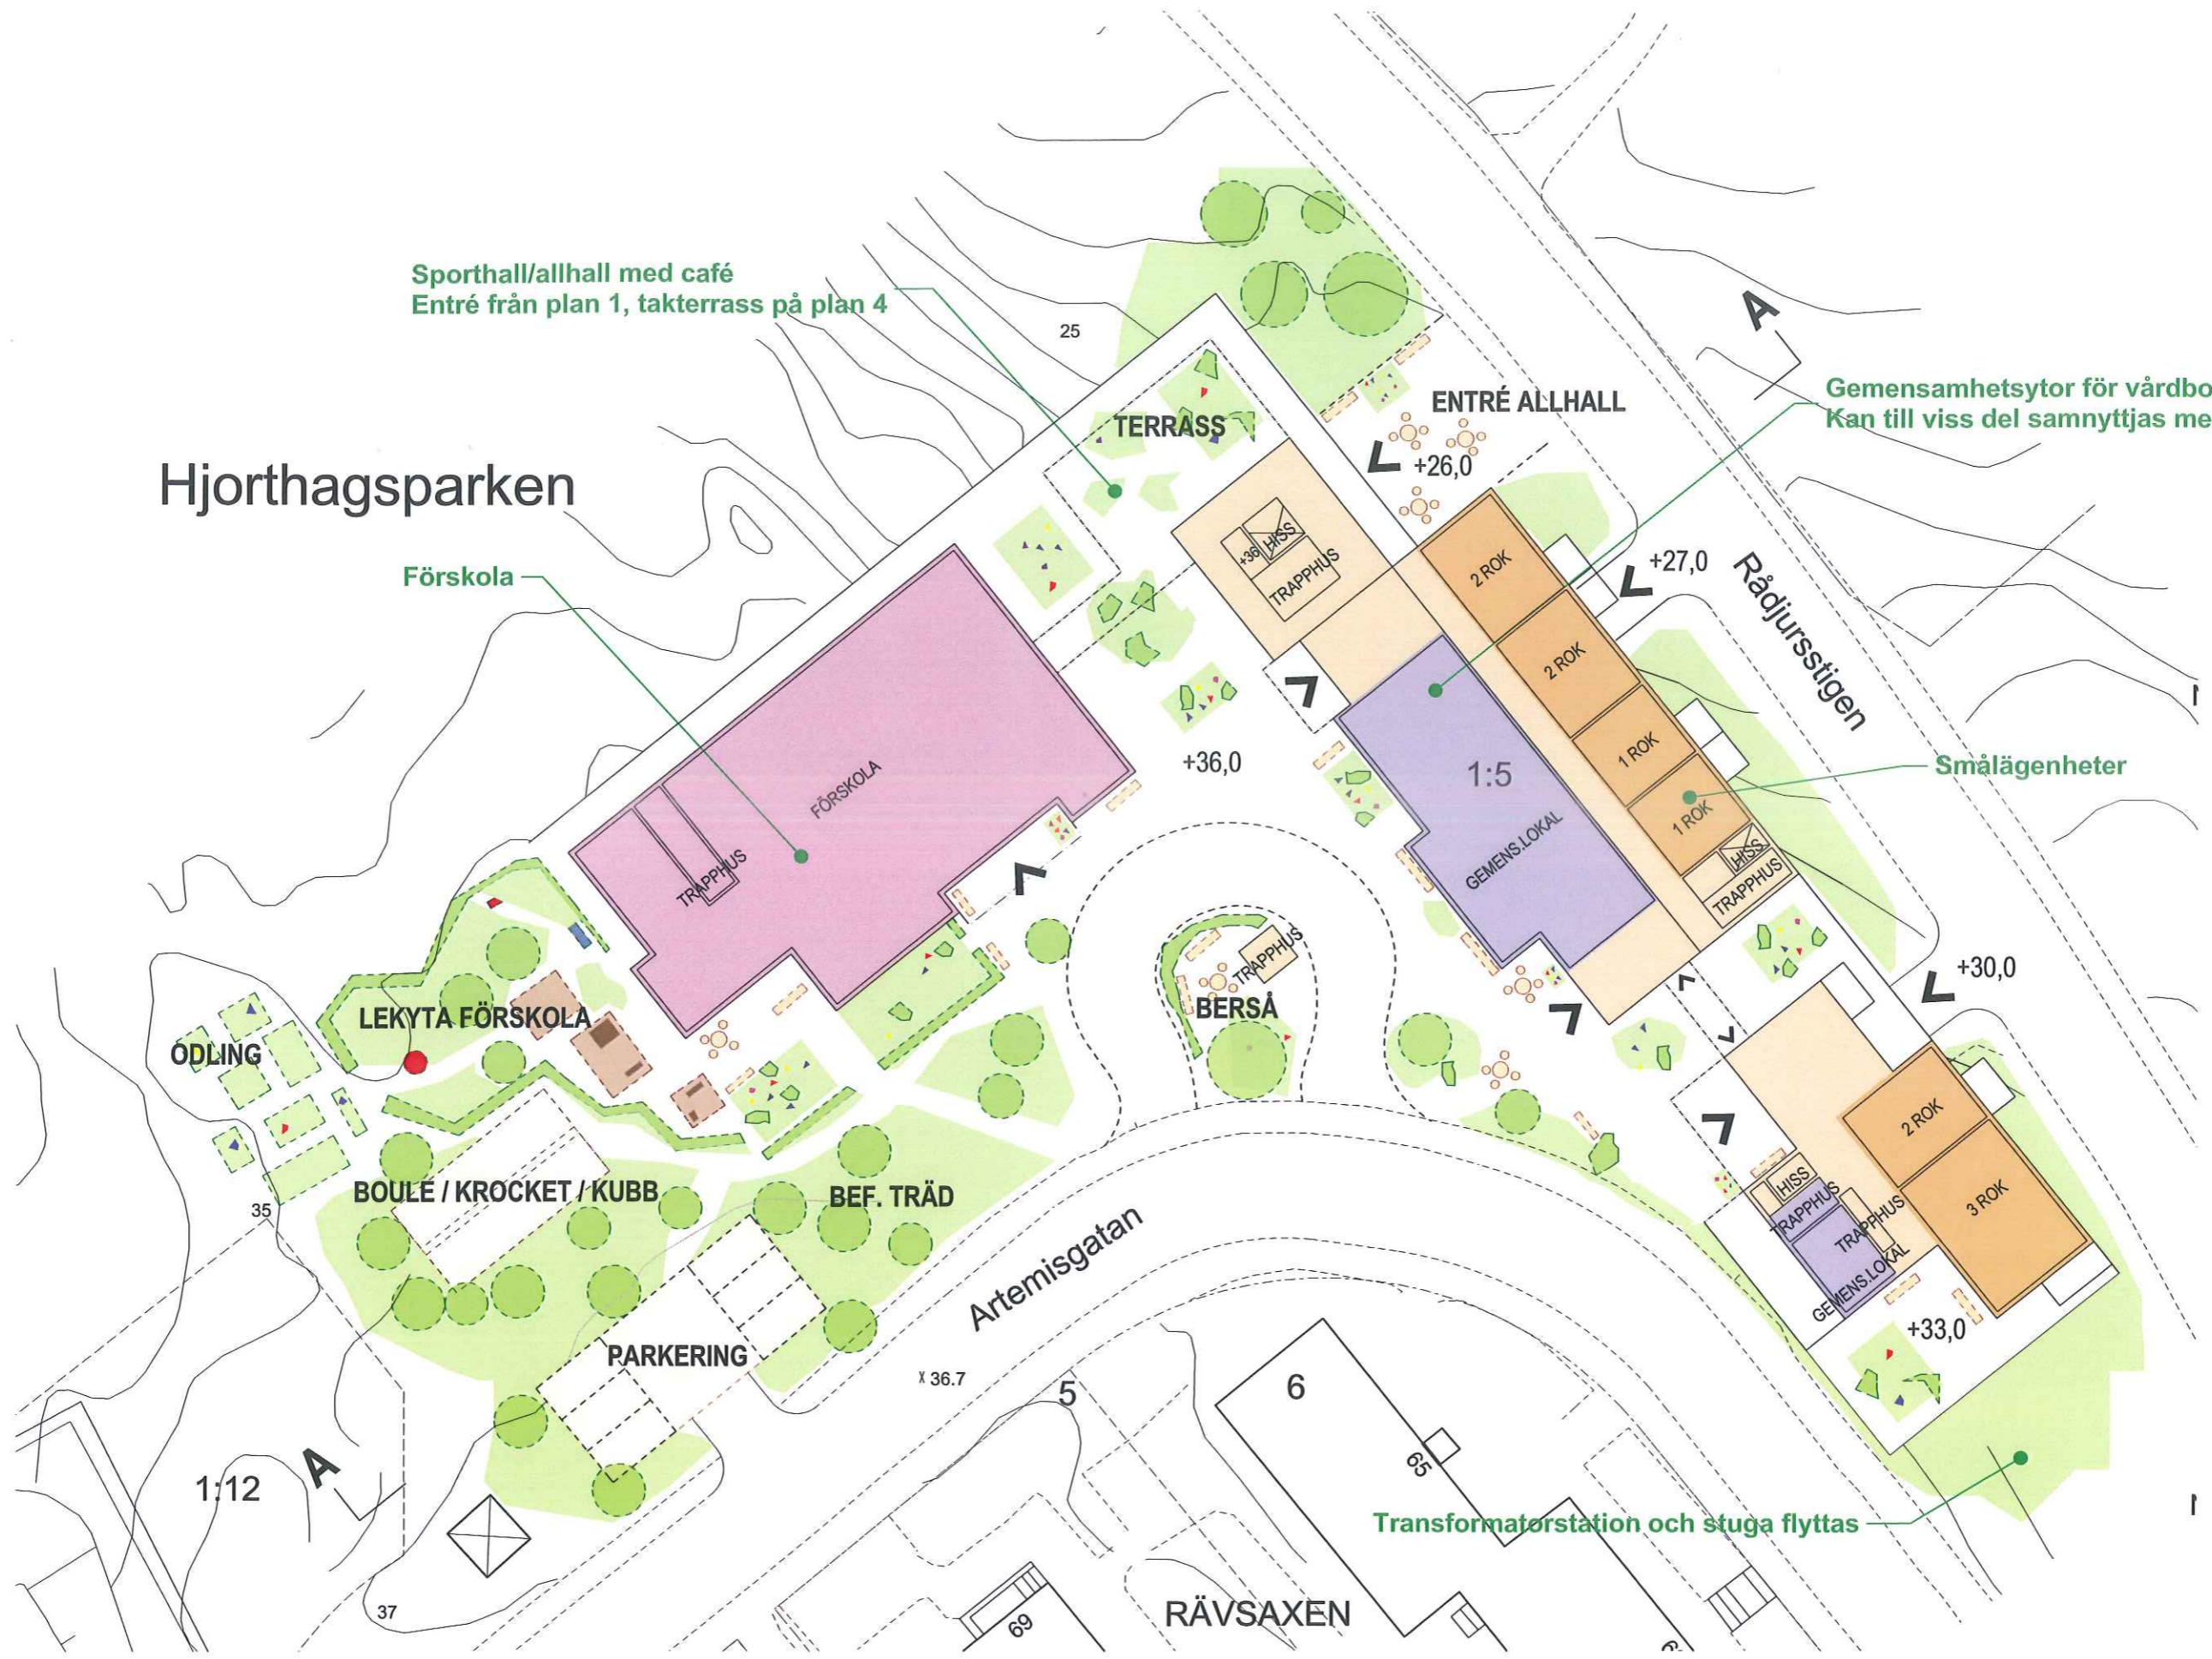 Sporthall/allhall med café
Entré från plan 1, takterrass på plan 4
25
A
Gemensamhetsytor för vårdbo
Kan till viss del samnyttjas me
ENTRÉ ALLHALL
TERRASS
+26,0
Hjorthagsparken
Förskola
+36
HISS
TRAPPHUS
2 ROK
+27,0
Rådjursstigen
2 ROK
1 ROK
1 ROK
HISS
TRAPPHUS
Smålägenheter
+36,0
1:5
GEMENS.LOKAL
FÖRSKOLA
TRAPPHUS
TRAPPHUS
BERSÅ
+30,0
LEKYTA FÖRSKOLA
ODLING
BOULE / KROCKET / KUBB
BEF. TRÄD
35
2 ROK
3 ROK
HISS
TRAPPHUS
TRAPPHUS
GEMENS.LOKAL
+33,0
Artemisgatan
PARKERING
x 36.7
5
6
65
A
1:12
Transformatorstation och stuga flyttas
37
69
RÄVSAXEN